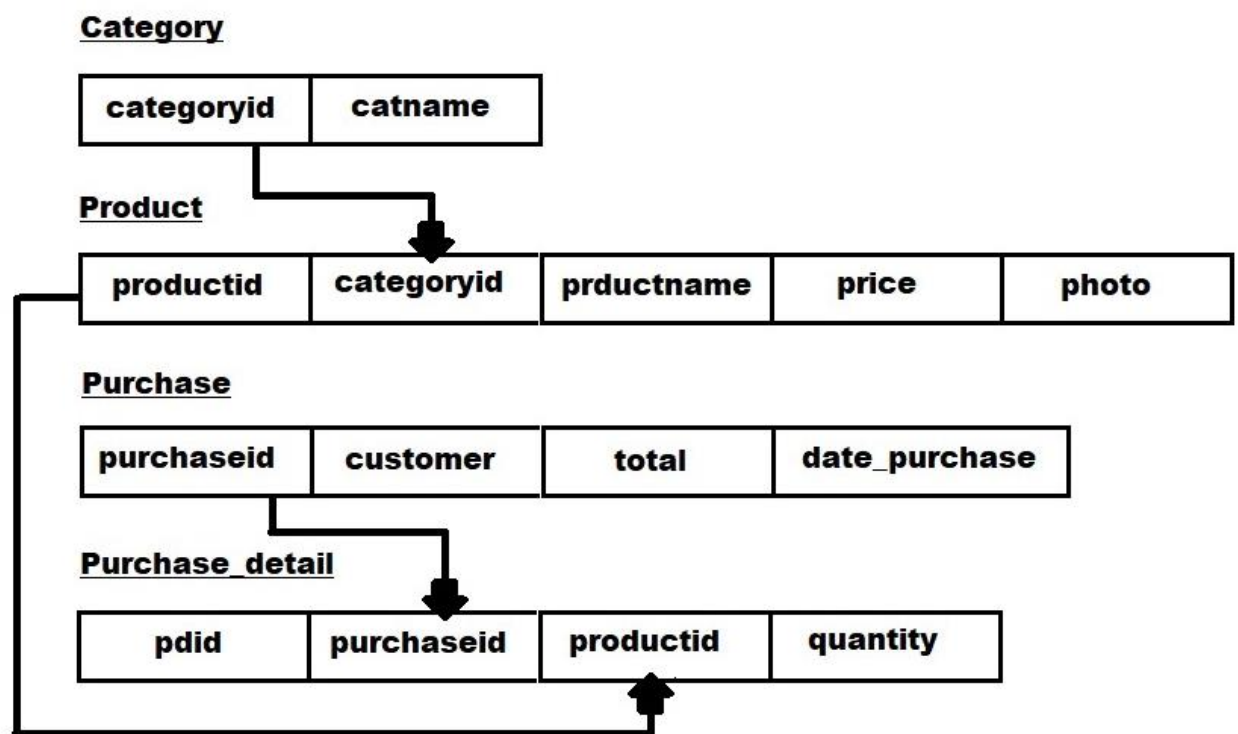 Category
categoryid catname
Product
productid categoryid prductname price photo
Purchase
purchaseid customer total date_purchase
Purchase_detail
pdid purchaseid productid quantity